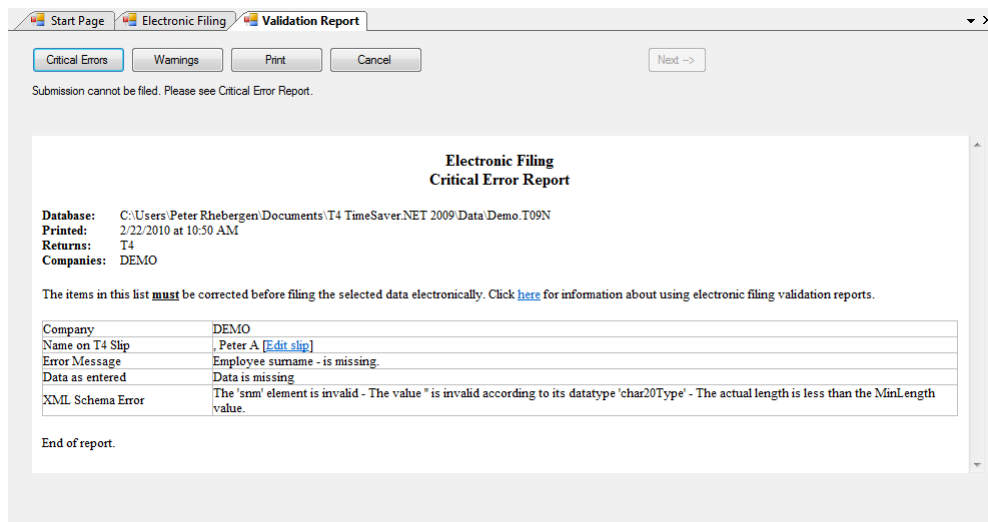 Start Page Electronic Filing Validation Report
Critical Errors Warnings Print Cancel Next -->
Submission cannot be filed. Please see Critical Error Report.
Electronic Filing
Critical Error Report
Database: C:\Users\Peter Rhebergen\Documents\T4 TimeSaver.NET 2009\Data\Demo.T09N
Printed: 2/22/2010 at 10:50 AM
Returns: T4
Companies: DEMO
The items in this list must be corrected before filing the selected data electronically. Click here for information about using electronic filing validation reports.
Company DEMO
Name on T4 Slip , Peter A [Edit slip]
Error Message Employee surname - is missing.
Data as entered Data is missing
XML Schema Error The 'snm' element is invalid - The value '' is invalid according to its datatype 'char20Type' - The actual length is less than the MinLength
value.
End of report.